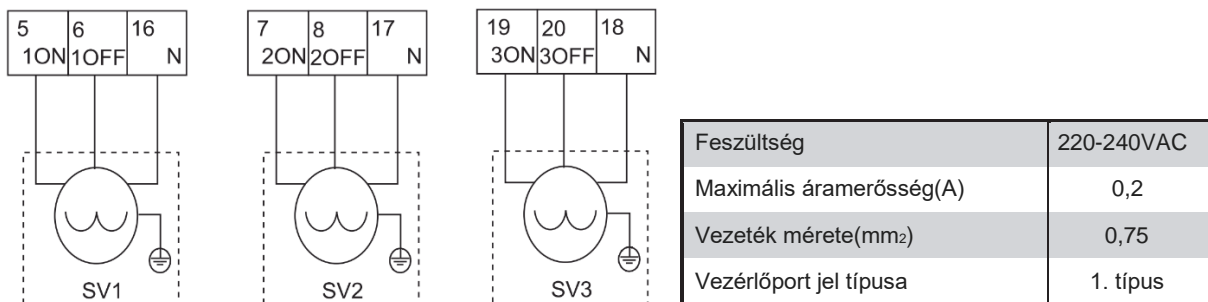 5 6 16
1ON 1OFF N
7 8 17
2ON 2OFF N
19 20 18
3ON 3OFF N
SV1 SV2 SV3
Feszültség 220-240VAC
Maximális áramerősség(A) 0,2
Vezeték mérete(mm2) 0,75
Vezérlőport jel típusa 1. típus